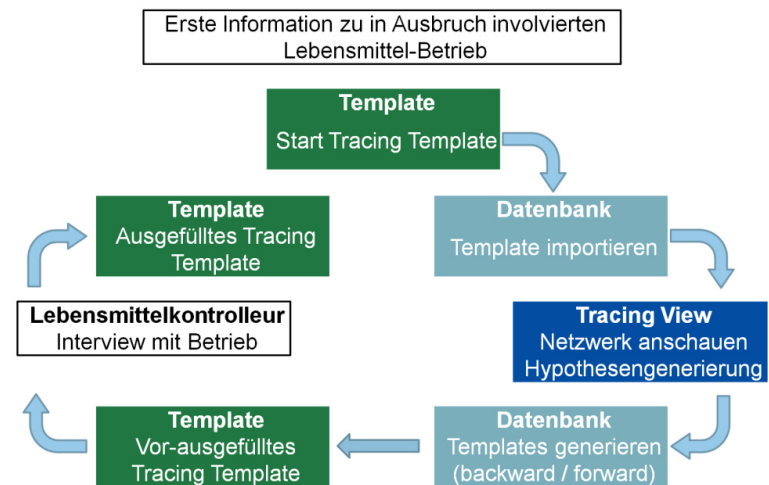 Erste Information zu in Ausbruch involvierten
Lebensmittel-Betrieb
Template
Start Tracing Template
Template
Ausgefülltes Tracing
Template
Datenbank
Template importieren
Lebensmittelkontrolleur
Interview mit Betrieb
Tracing View
Netzwerk anschauen
Hypothesengenerierung
Template
Vor-ausgefülltes
Tracing Template
Datenbank
Templates generieren
(backward / forward)